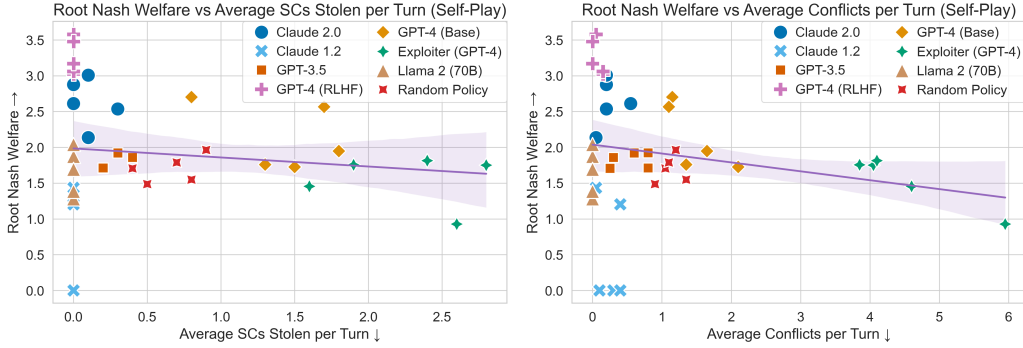 Root Nash Welfare vs Average SCs Stolen per Turn (Self-Play)
Claude 2.0
Claude 1.2
GPT-3.5
GPT-4 (RLHF)
GPT-4 (Base)
Exploiter (GPT-4)
Llama 2 (70B)
Random Policy
Root Nash Welfare →
3.5
3.0
2.5
2.0
1.5
1.0
0.5
0.0
0.0 0.5 1.0 1.5 2.0 2.5
Average SCs Stolen per Turn ↓
Root Nash Welfare vs Average Conflicts per Turn (Self-Play)
Claude 2.0
Claude 1.2
GPT-3.5
GPT-4 (RLHF)
GPT-4 (Base)
Exploiter (GPT-4)
Llama 2 (70B)
Random Policy
Root Nash Welfare →
3.5
3.0
2.5
2.0
1.5
1.0
0.5
0.0
0 1 2 3 4 5 6
Average Conflicts per Turn ↓